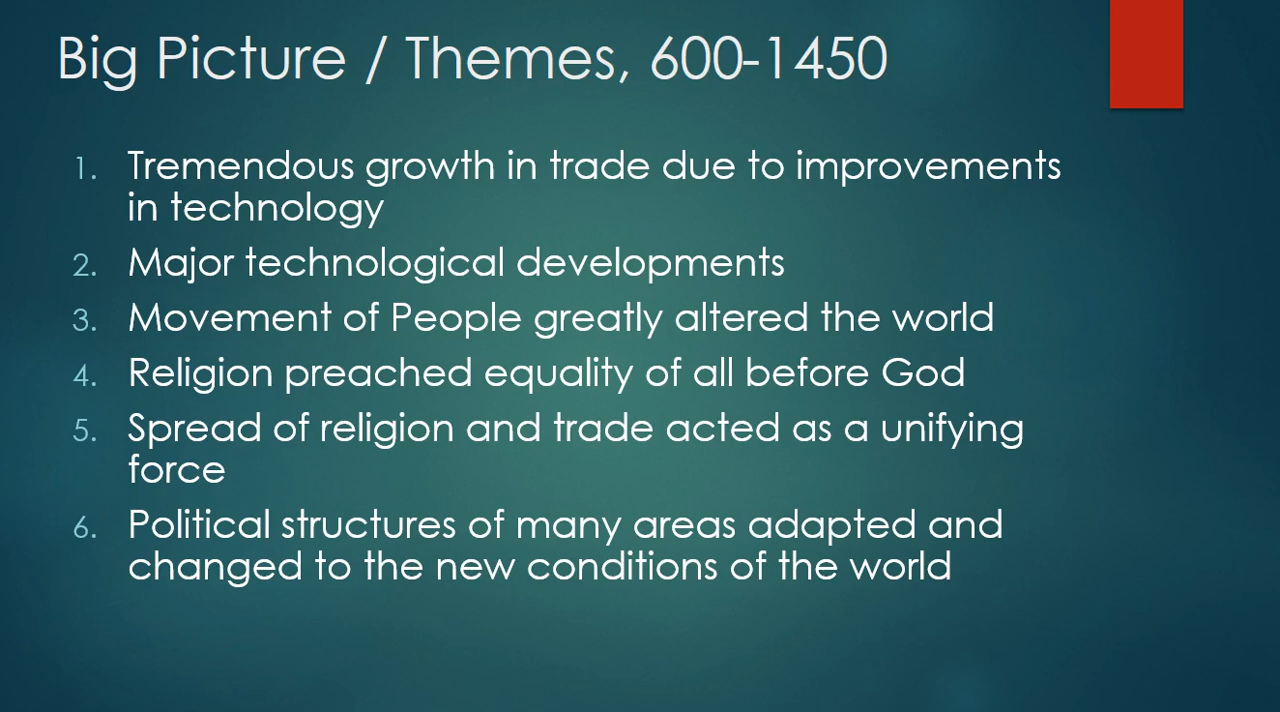 Big Picture / Themes, 600-1450
1. Tremendous growth in trade due to improvements
in technology
2. Major technological developments
3. Movement of People greatly altered the world
4. Religion preached equality of all before God
5. Spread of religion and trade acted as a unifying
force
6. Political structures of many areas adapted and
changed to the new conditions of the world